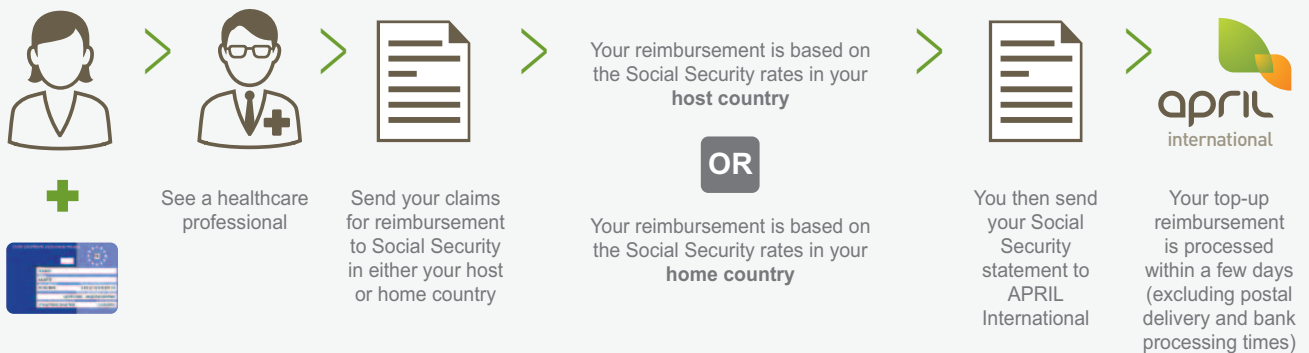 See a healthcare
professional
Send your claims
for reimbursement
to Social Security
in either your host
or home country
Your reimbursement is based on
the Social Security rates in your
host country
OR
Your reimbursement is based on
the Social Security rates in your
home country
You then send
your Social
Security
statement to
APRIL
International
april
international
Your top-up
reimbursement
is processed
within a few days
(excluding postal
delivery and bank
processing times)